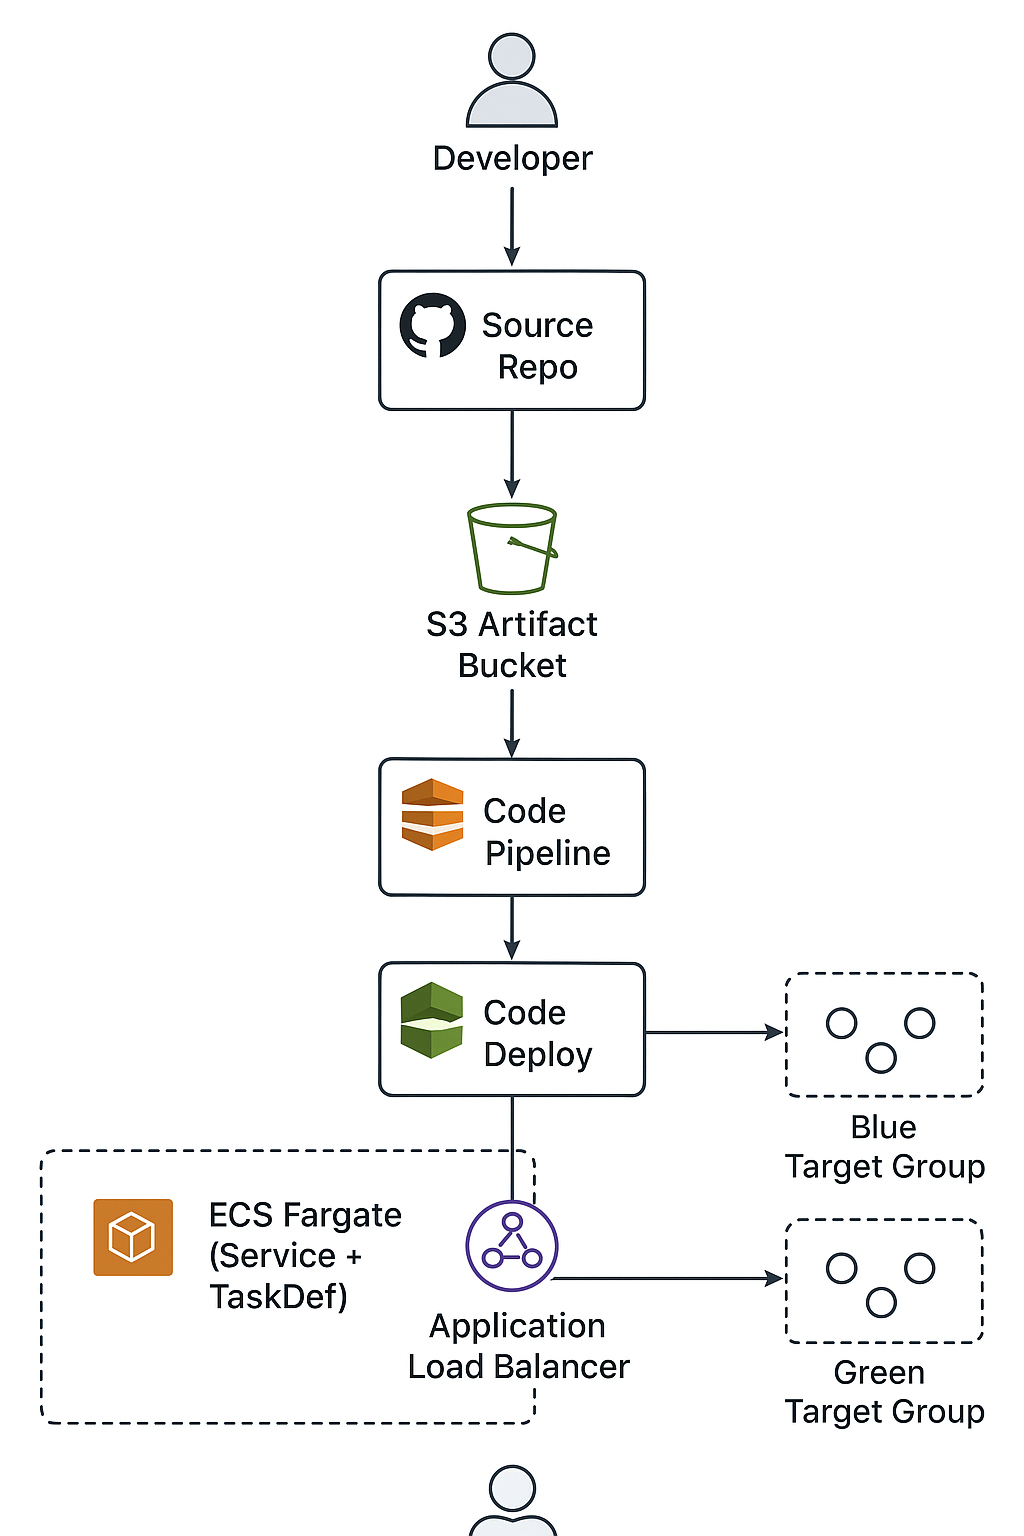 Developer
Source
Repo
S3 Artifact
Bucket
Code
Pipeline
Code
Deploy
Blue
Target Group
ECS Fargate
(Service +
TaskDef)
Application
Load Balancer
Green
Target Group